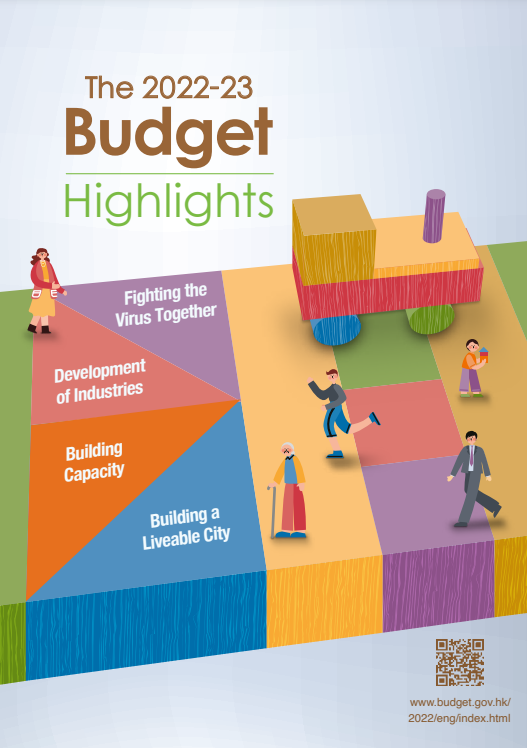 The 2022-23
Budget
Highlights
Fighting the
Virus Together
Development
of Industries
Building
Capacity
Building a
Liveable City
www.budget.gov.hk/
2022/eng/index.html